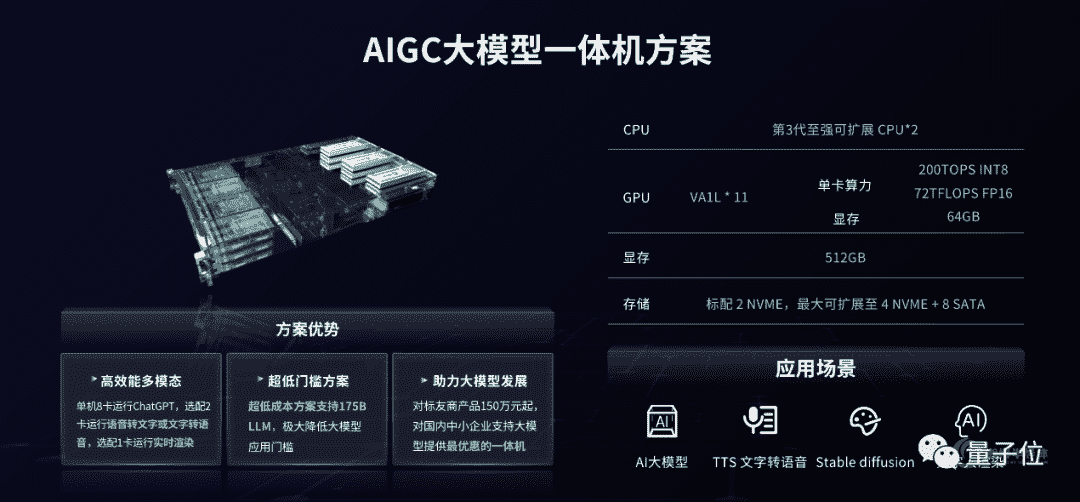 AIGC大模型一体机方案
CPU
第3代至强可扩展 CPU*2
GPU
VA1L * 11
单卡算力
200TOPS INT8
72TFLOPS FP16
显存
64GB
显存
512GB
存储
标配 2 NVME，最大可扩展至 4 NVME + 8 SATA
方案优势
高效能多模态
单机8卡运行ChatGPT，选配2
卡运行语音转文字或文字转语
音，选配1卡运行实时渲染
超低门槛方案
超低成本方案支持175B
LLM，极大降低大模型
应用门槛
助力大模型发展
对标友商产品150万元起，
对国内中小企业支持大模
型提供最优惠的一体机
应用场景
AI
AI大模型
TTS 文字转语音
Stable diffusion
AI
量子位